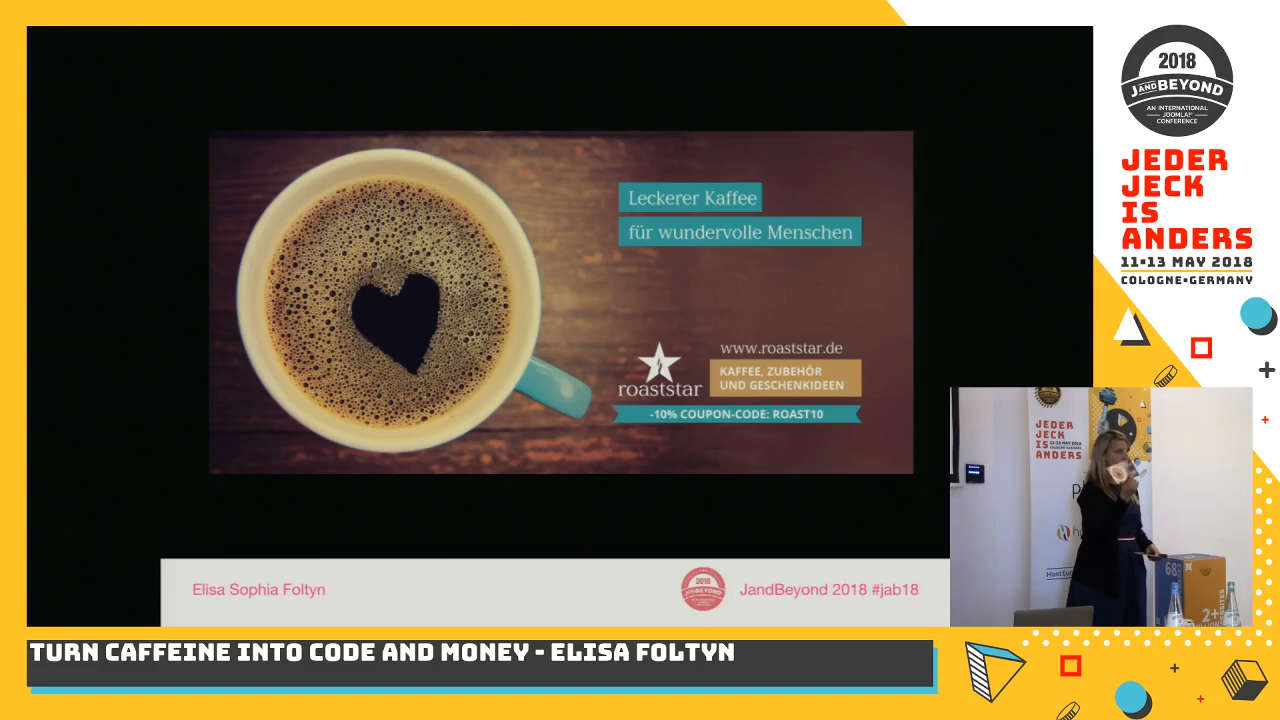 Leckerer Kaffee
für wundervolle Menschen
www.roaststar.de
roaststar
KAFFEE, ZUBEHÖR
UND GESCHENKIDEEN
-10% COUPON-CODE: ROAST10
Elisa Sophia Foltyn
JandBeyond 2018 #jab18
TURN CAFFEINE INTO CODE AND MONEY - ELISA FOLTYN
2018
JANDBEYOND
AN INTERNATIONAL
JOOMLA!®
CONFERENCE
JEDER
JECK
IS
ANDERS
11-13 MAY 2018
COLOGNE•GERMANY
JEDER
JECK
IS
ANDERS
68
2+